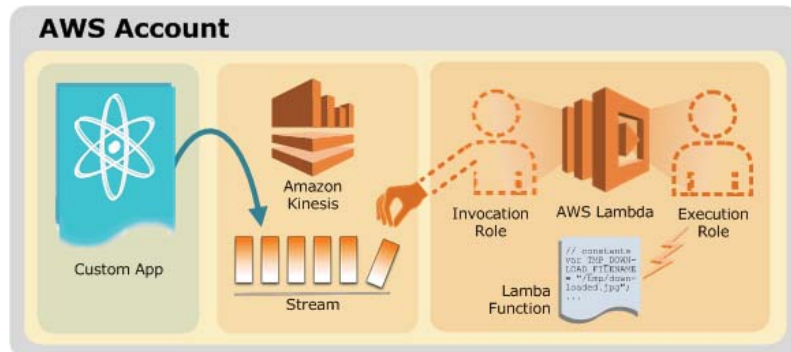 AWS Account
Amazon
Kinesis
Custom App
Stream
Invocation
Role
AWS Lambda
Execution
Role
Lamba
Function
// constants
var TMP_DOWN-
LOAD_FILENAME
= "/tmp/down-
loaded.jpg";
...